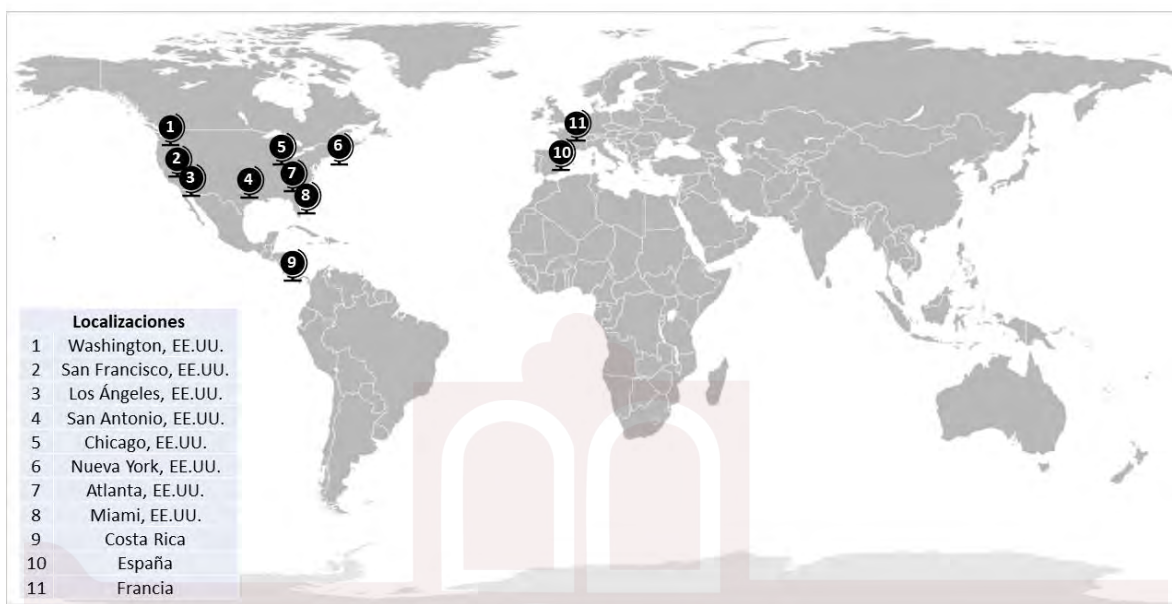 1
11
5
6
2
10
7
3
4
8
9
Localizaciones
1 Washington, EE.UU.
2 San Francisco, EE.UU.
3 Los Ángeles, EE.UU.
4 San Antonio, EE.UU.
5 Chicago, EE.UU.
6 Nueva York, EE.UU.
7 Atlanta, EE.UU.
8 Miami, EE.UU.
9 Costa Rica
10 España
11 Francia